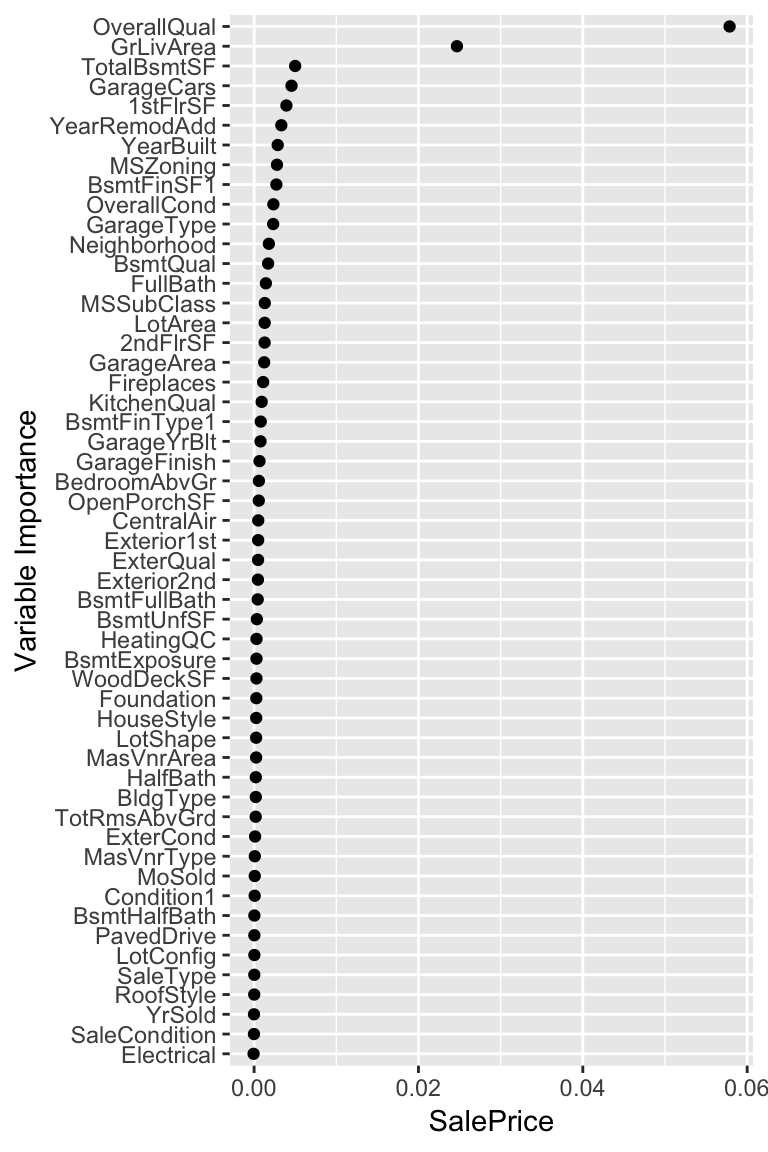 OverallQual
GrLivArea
TotalBsmtSF
GarageCars
1stFlrSF
YearRemodAdd
YearBuilt
MSZoning
BsmtFinSF1
OverallCond
GarageType
Neighborhood
BsmtQual
FullBath
MSSubClass
LotArea
2ndFlrSF
GarageArea
Fireplaces
KitchenQual
BsmtFinType1
GarageYrBlt
GarageFinish
BedroomAbvGr
OpenPorchSF
CentralAir
Exterior1st
ExterQual
Exterior2nd
BsmtFullBath
BsmtUnfSF
HeatingQC
BsmtExposure
WoodDeckSF
Foundation
HouseStyle
LotShape
MasVnrArea
HalfBath
BldgType
TotRmsAbvGrd
ExterCond
MasVnrType
MoSold
Condition1
BsmtHalfBath
PavedDrive
LotConfig
SaleType
RoofStyle
YrSold
SaleCondition
Electrical
Variable Importance
0.00 0.02 0.04 0.06
SalePrice